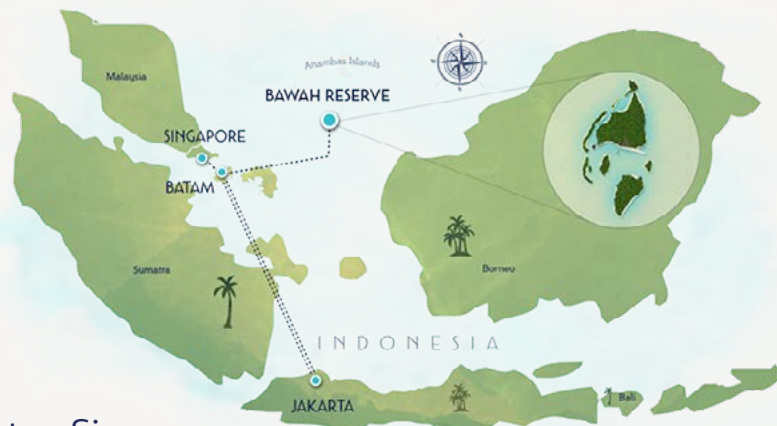 Malaysia
Anambas Islands
BAWAH RESERVE
SINGAPORE
BATAM
Sumatra
Borneo
INDONESIA
JAKARTA
Bali